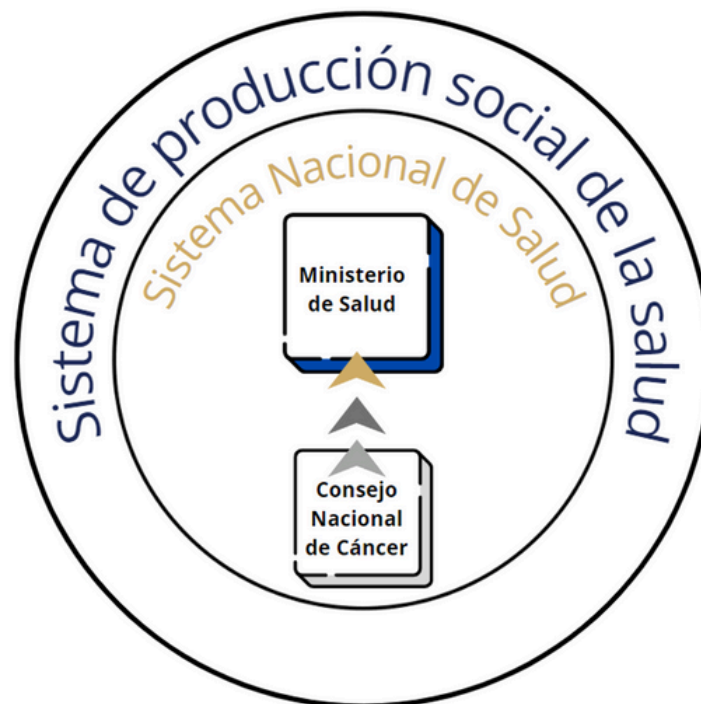 Sistema de producción social de la salud
Sistema Nacional de Salud
Ministerio
de Salud
Consejo
Nacional
de Cáncer